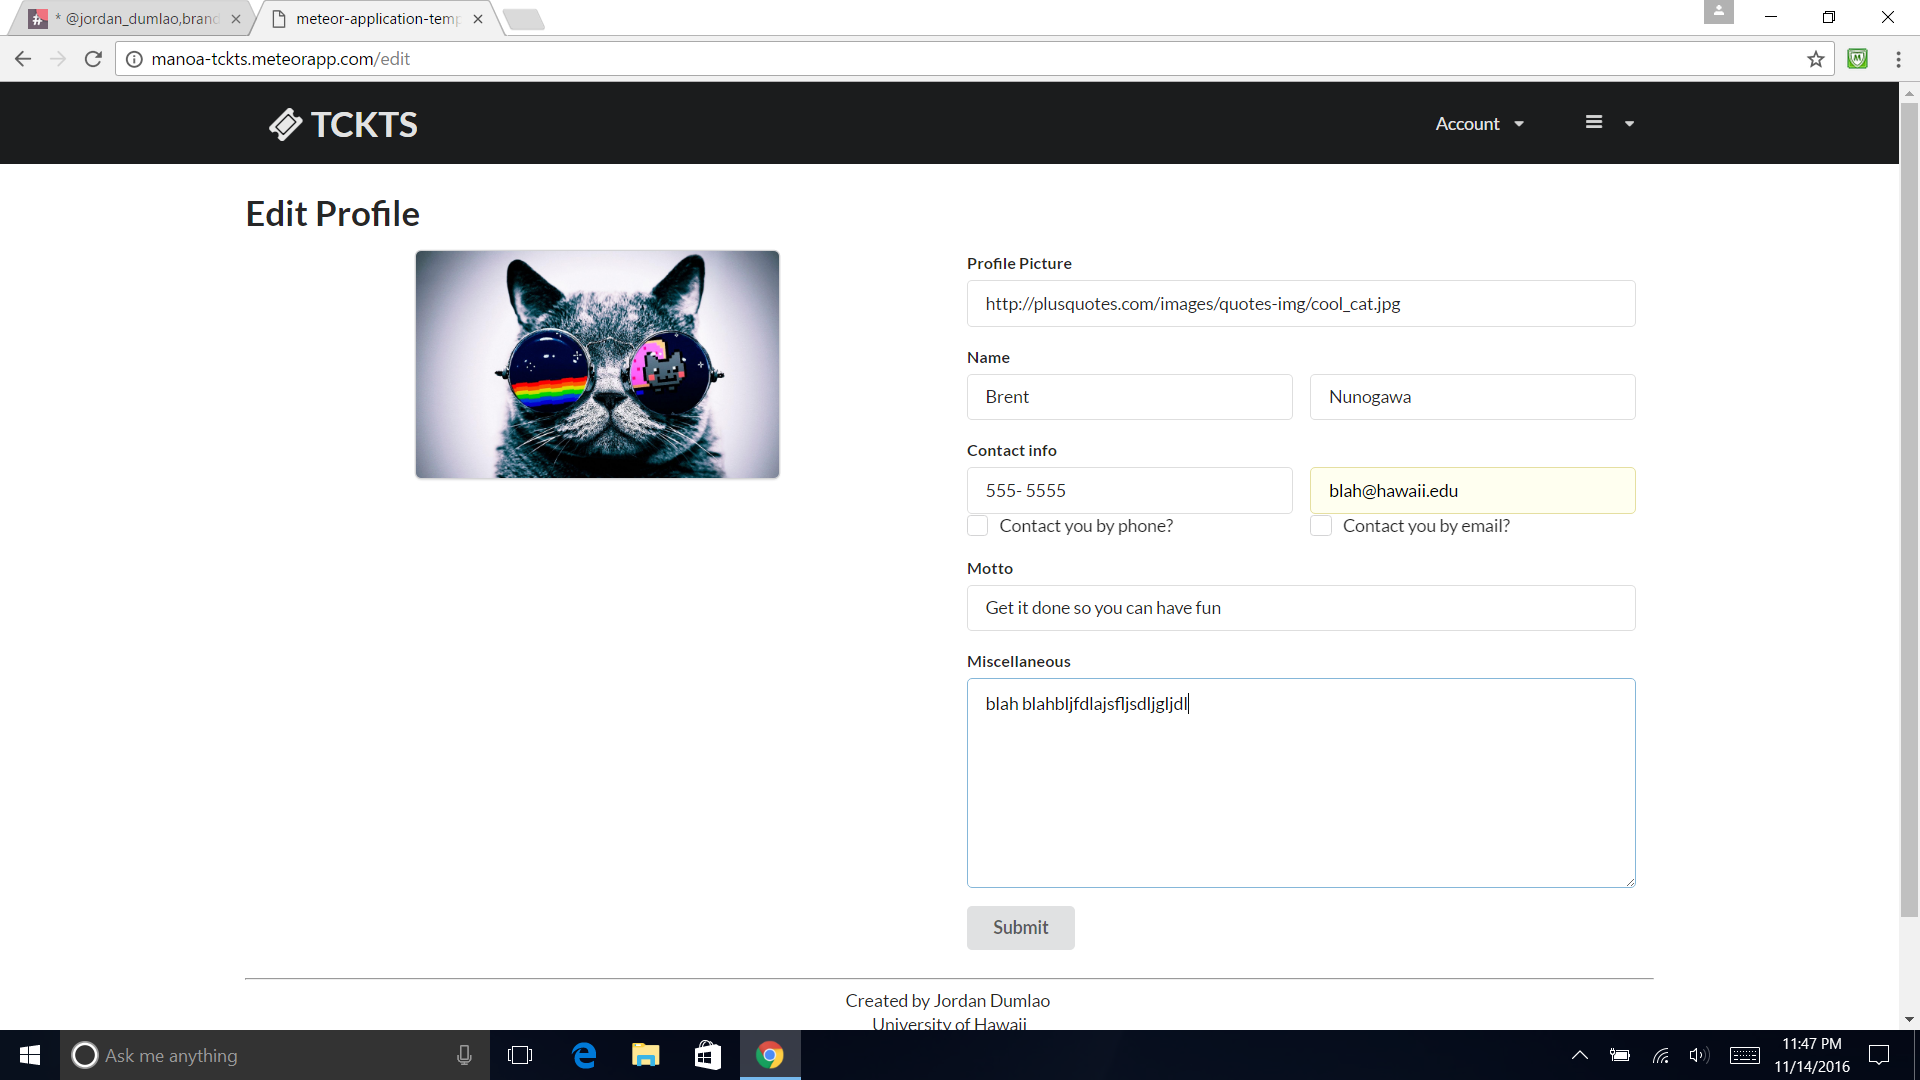 * @jordan_dumlao,brand
meteor-application-temp
manoa-tckts.meteorapp.com/edit
TCKTS
Account
Edit Profile
Profile Picture
http://plusquotes.com/images/quotes-img/cool_cat.jpg
Name
Brent
Nunogawa
Contact info
555- 5555
blah@hawaii.edu
Contact you by phone?
Contact you by email?
Motto
Get it done so you can have fun
Miscellaneous
blah blahbljfdlajsfljsdljgljdl
Submit
Created by Jordan Dumlao
University of Hawaii
Ask me anything
11:47 PM
11/14/2016